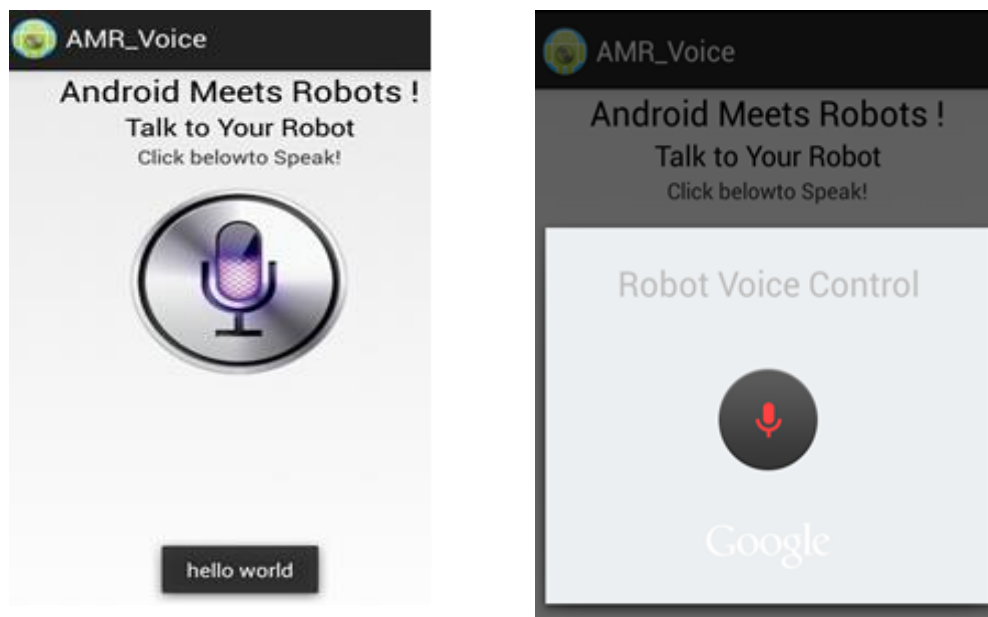 AMR_Voice
Android Meets Robots !
Talk to Your Robot
Click belowto Speak!
hello world
AMR_Voice
Android Meets Robots !
Talk to Your Robot
Click belowto Speak!
Robot Voice Control
Google